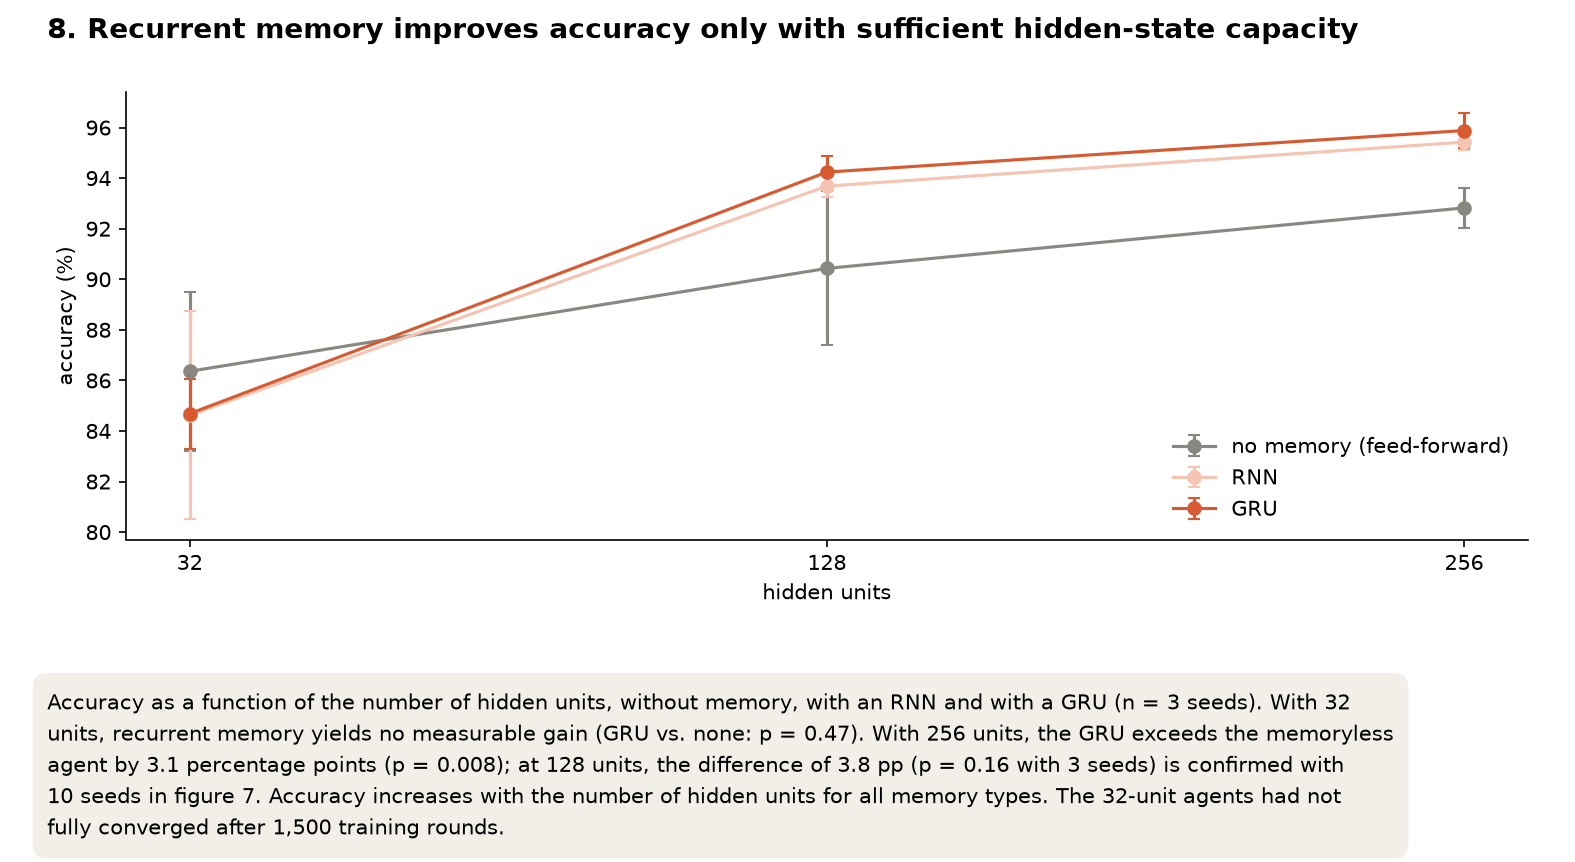 8. Recurrent memory improves accuracy only with sufficient hidden-state capacity
96
94
92
90
88
86
84
82
80
accuracy (%)
no memory (feed-forward)
RNN
GRU
32
128
256
hidden units
Accuracy as a function of the number of hidden units, without memory, with an RNN and with a GRU (n = 3 seeds). With 32
units, recurrent memory yields no measurable gain (GRU vs. none: p = 0.47). With 256 units, the GRU exceeds the memoryless
agent by 3.1 percentage points (p = 0.008); at 128 units, the difference of 3.8 pp (p = 0.16 with 3 seeds) is confirmed with
10 seeds in figure 7. Accuracy increases with the number of hidden units for all memory types. The 32-unit agents had not
fully converged after 1,500 training rounds.